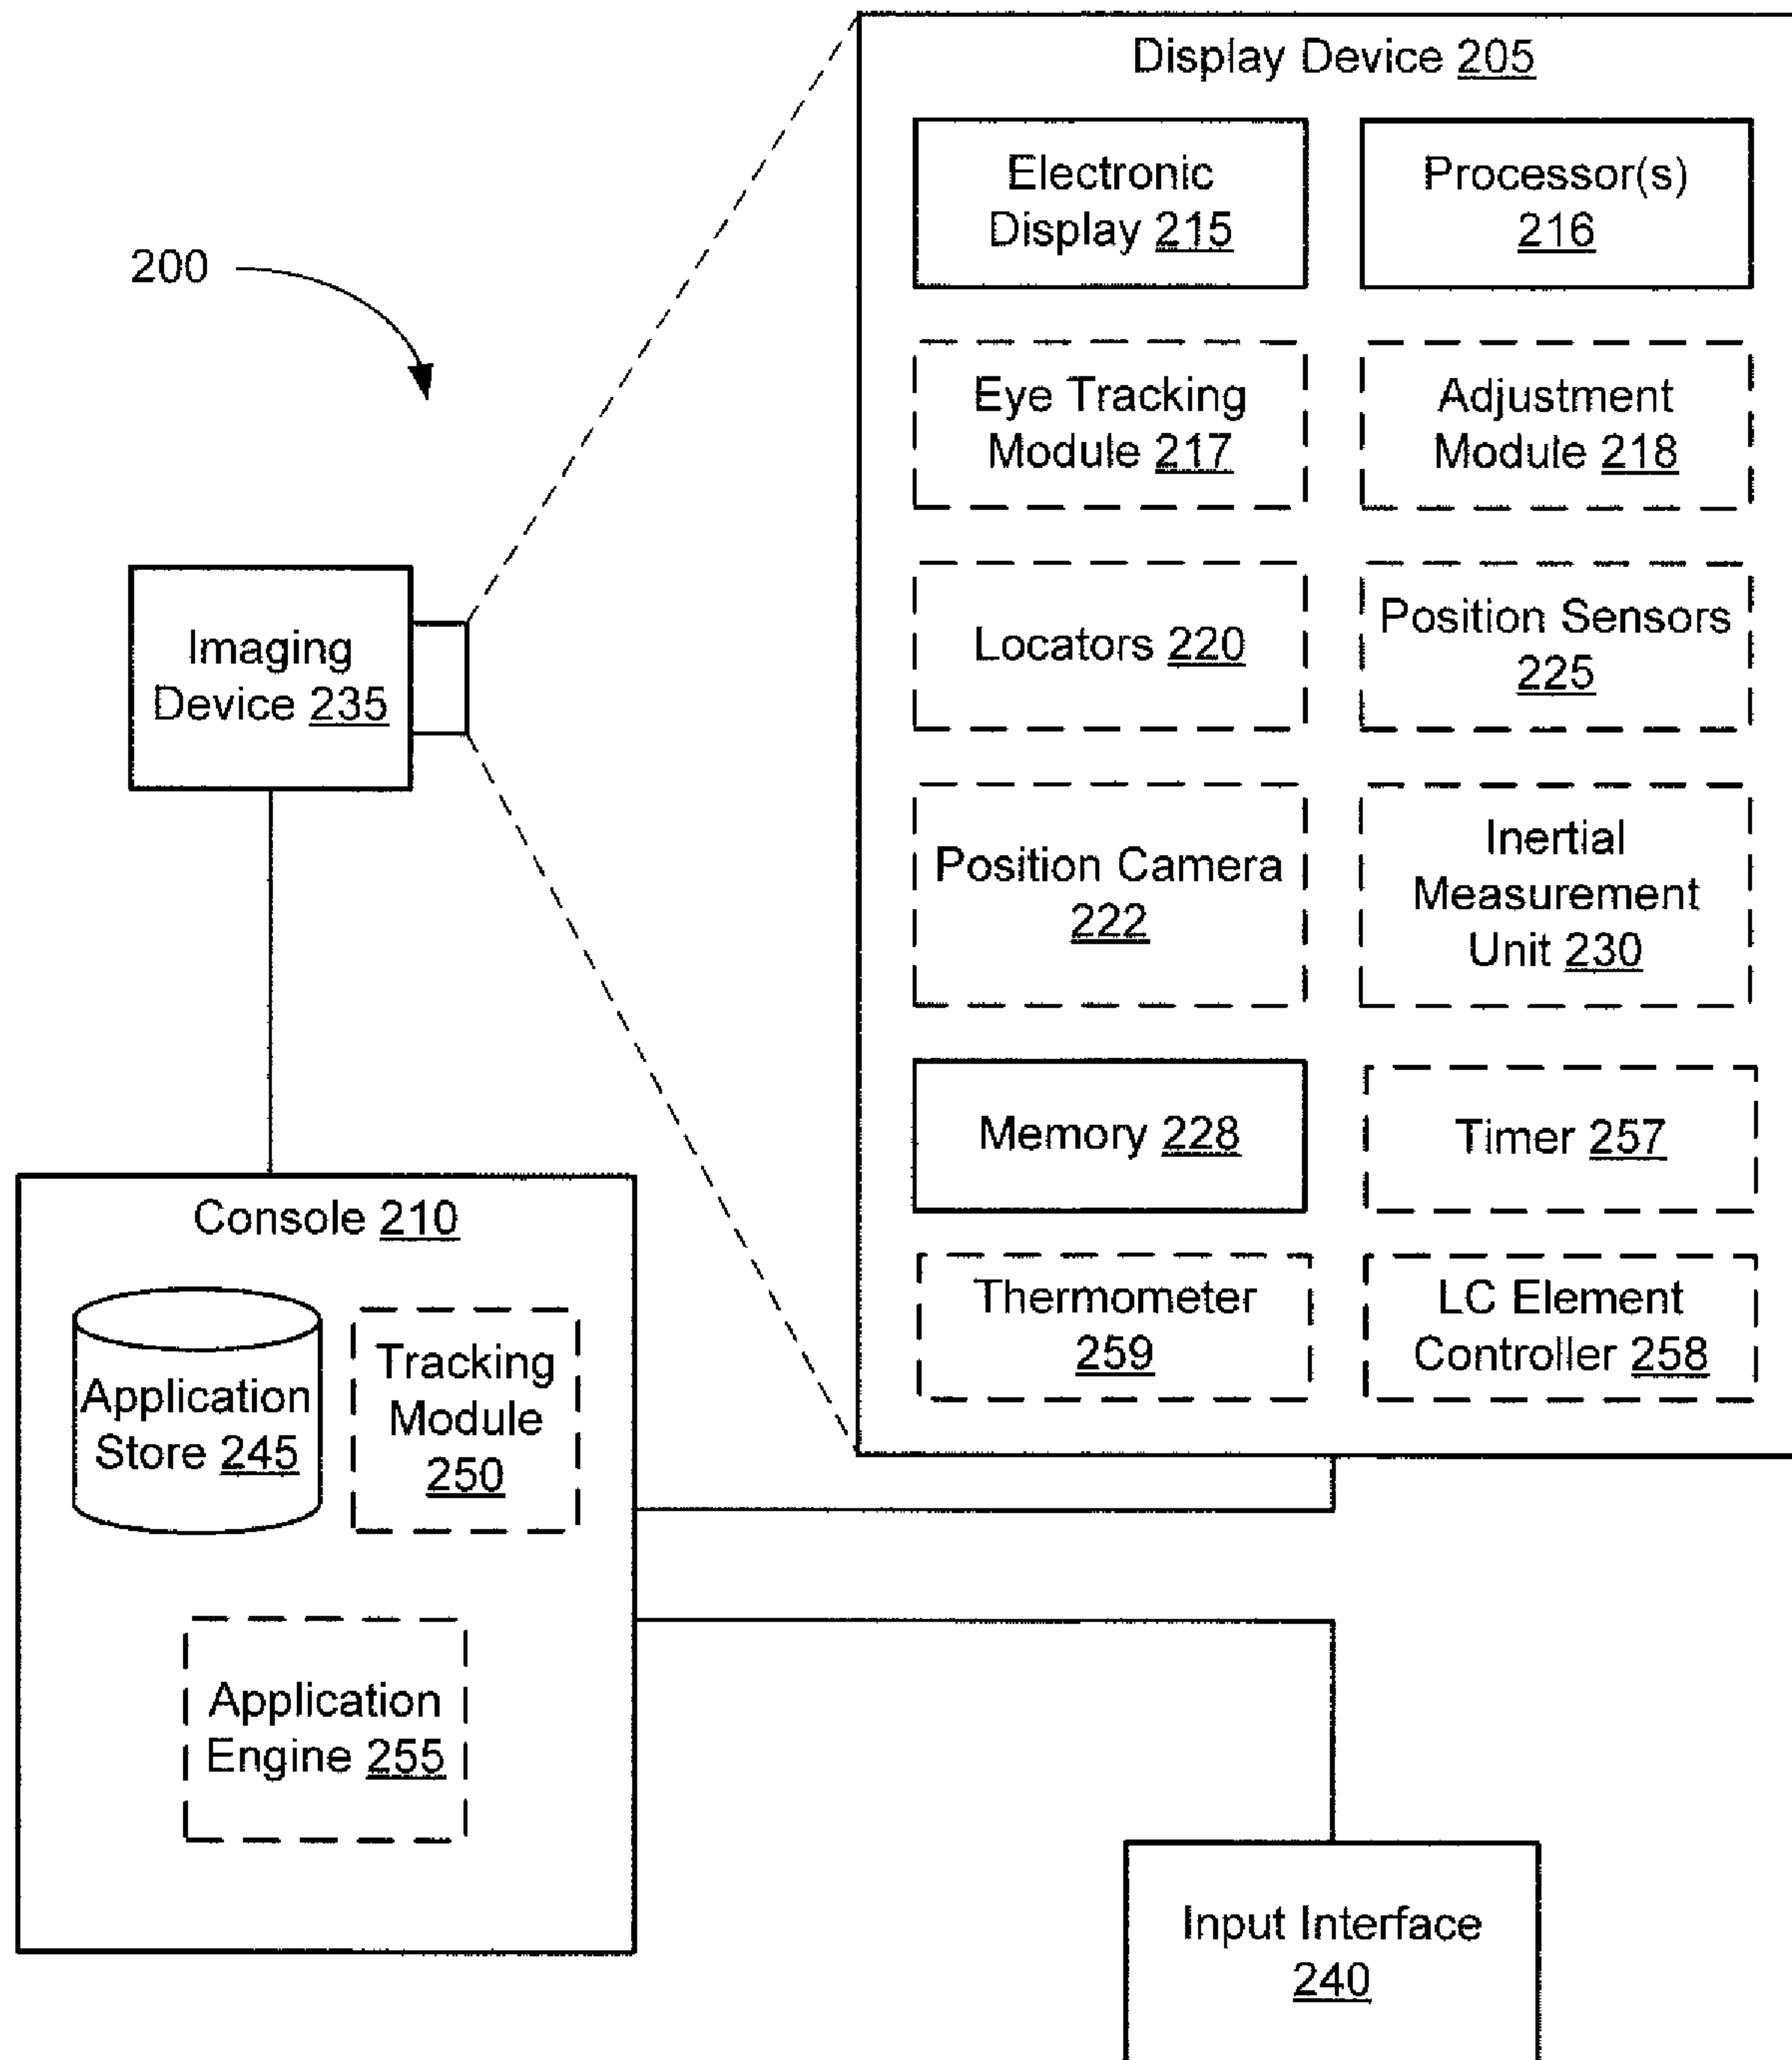 Display Device 205
Electronic
Display 215
Processor(s)
216
200
Eye Tracking
Module 217
Adjustment
Module 218
Locators 220
Position Sensors
225
Imaging
Device 235
Position Camera
222
Inertial
Measurement
Unit 230
Memory 228
Timer 257
Console 210
Thermometer
259
LC Element
Controller 258
Application
Store 245
Tracking
Module
250
Application
Engine 255
Input Interface
240